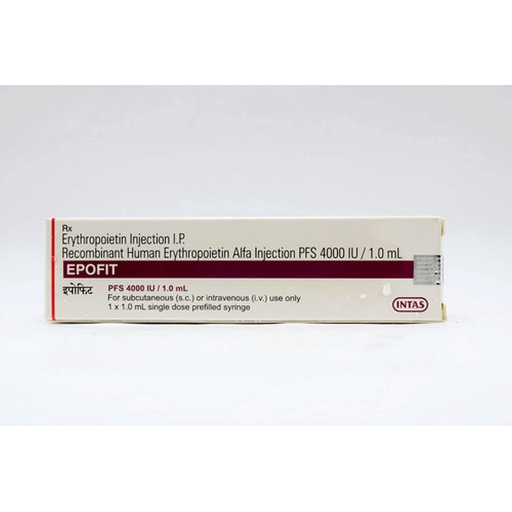 Rx
Erythropoietin Injection I.P.
Recombinant Human Erythropoietin Alfa Injection PFS 4000 IU / 1.0 mL
EPOFIT
इपोफिट
PFS 4000 IU / 1.0 mL
For subcutaneous (s.c.) or intravenous (i.v.) use only
1 x 1.0 mL single dose prefilled syringe
INTAS